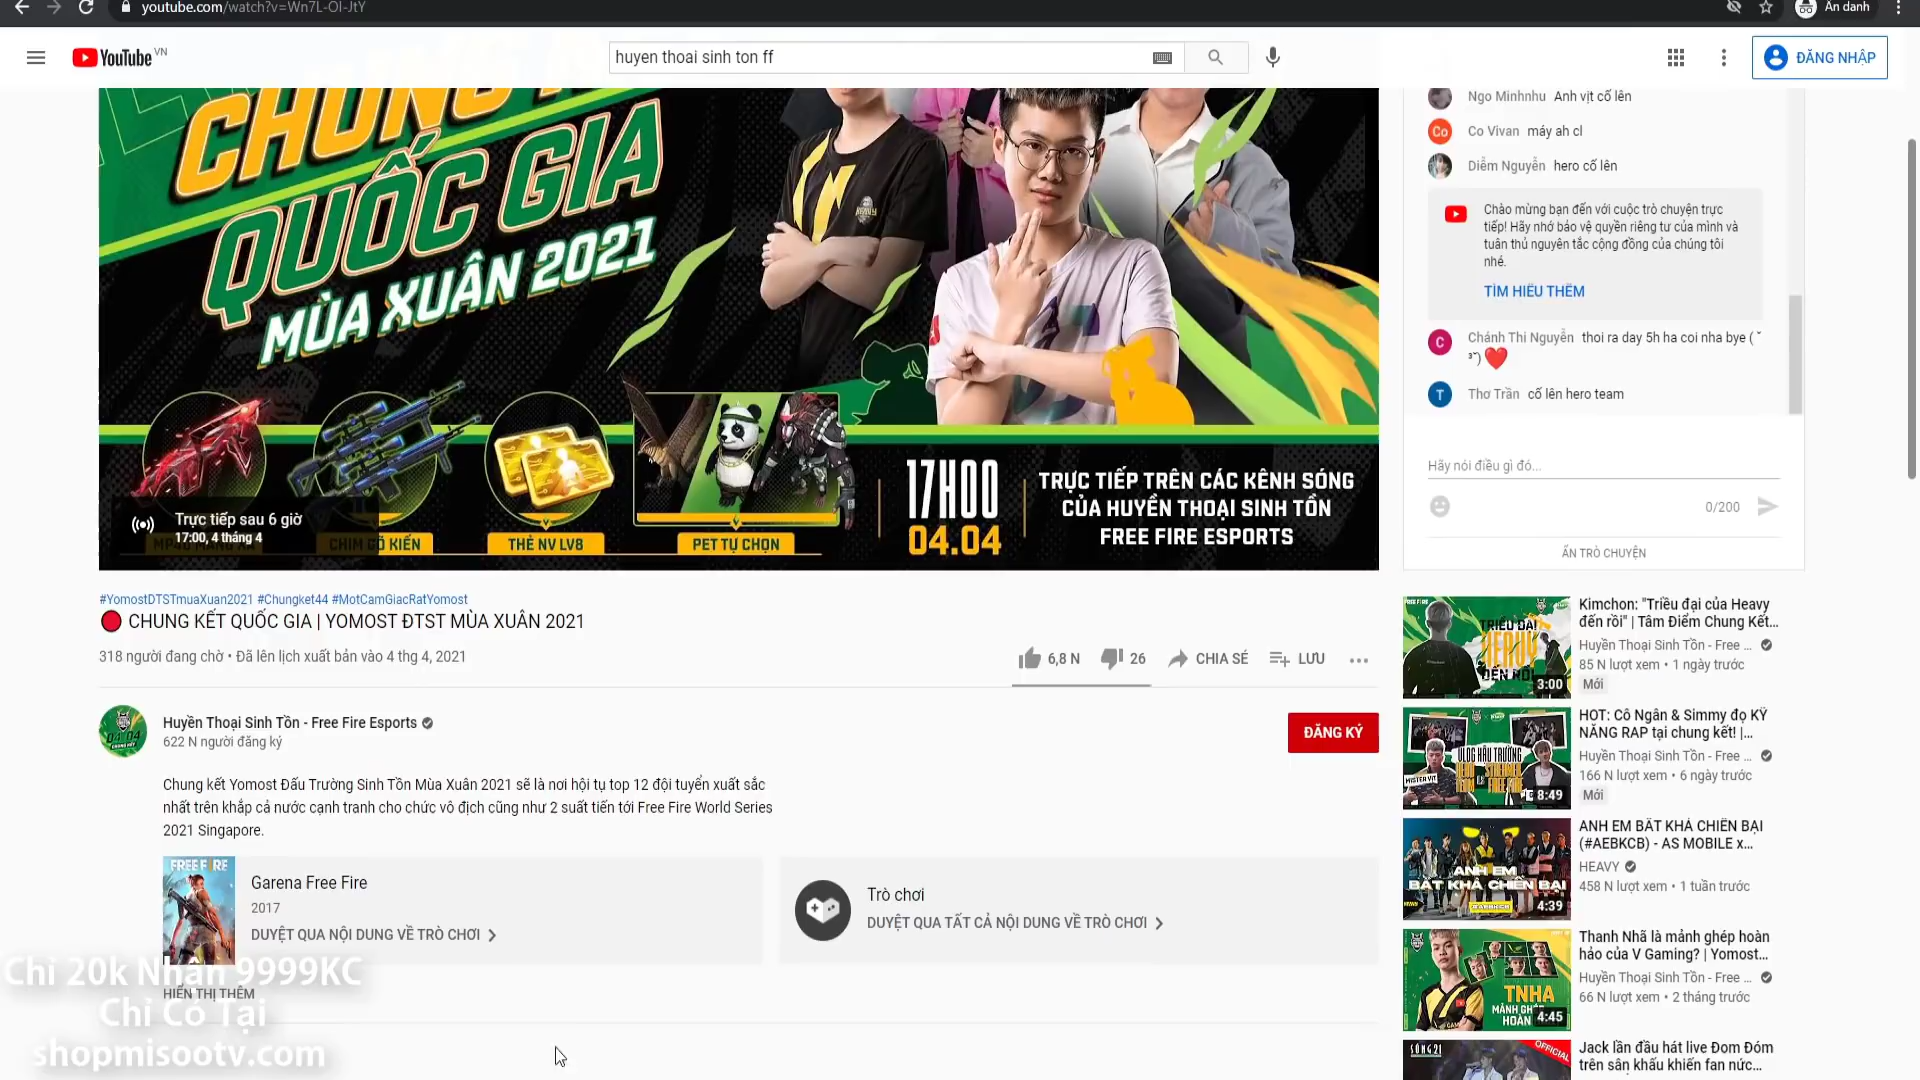 youtube.com/watch?v=Wn7L-OI-JtY
Ẩn danh
YouTube VN
huyen thoai sinh ton ff
ĐĂNG NHẬP
CHUNG
QUỐC GIA
MÙA XUÂN 2021
Trực tiếp sau 6 giờ
17:00, 4 tháng 4
CHIM GÕ KIẾN
THẺ NV LV8
PET TỰ CHỌN
17H00
04.04
TRỰC TIẾP TRÊN CÁC KÊNH SÓNG
CỦA HUYỀN THOẠI SINH TỒN
FREE FIRE ESPORTS
Ngo Minhnhu Anh vịt cố lên
Co Co Vivan máy ah cl
Diễm Nguyễn hero cố lên
Chào mừng bạn đến với cuộc trò chuyện trực
tiếp! Hãy nhớ bảo vệ quyền riêng tư của mình và
tuân thủ nguyên tắc cộng đồng của chúng tôi
nhé.
TÌM HIỂU THÊM
C Chánh Thi Nguyễn thoi ra day 5h ha coi nha bye ( ˘
³˘) ❤️
T Thơ Trần cố lên hero team
Hãy nói điều gì đó...
0/200
ẨN TRÒ CHUYỆN
#YomostDTSTmuaXuan2021 #Chungket44 #MotCamGiacRatYomost
🔴 CHUNG KẾT QUỐC GIA | YOMOST ĐTST MÙA XUÂN 2021
318 người đang chờ • Đã lên lịch xuất bản vào 4 thg 4, 2021
6,8 N 26 CHIA SẺ LƯU
Huyền Thoại Sinh Tồn - Free Fire Esports
622 N người đăng ký
ĐĂNG KÝ
Chung kết Yomost Đấu Trường Sinh Tồn Mùa Xuân 2021 sẽ là nơi hội tụ top 12 đội tuyển xuất sắc
nhất trên khắp cả nước cạnh tranh cho chức vô địch cũng như 2 suất tiến tới Free Fire World Series
2021 Singapore.
FREE FIRE
Garena Free Fire
2017
DUYỆT QUA NỘI DUNG VỀ TRÒ CHƠI
Trò chơi
DUYỆT QUA TẤT CẢ NỘI DUNG VỀ TRÒ CHƠI
HIỂN THỊ THÊM
Chỉ 20k Nhận 9999KC
Chỉ Có Tại
shopmisootv.com
TRIỀU ĐẠI
HEAVY
ĐẾN RỒI
3:00
Kimchon: "Triều đại của Heavy
đến rồi" | Tâm Điểm Chung Kết...
Huyền Thoại Sinh Tồn - Free ...
85 N lượt xem • 1 ngày trước
Mới
VLOG HẬU TRƯỜNG
MISTER VIT
8:49
HOT: Cô Ngân & Simmy đọ KỸ
NĂNG RAP tại chung kết! |...
Huyền Thoại Sinh Tồn - Free ...
166 N lượt xem • 6 ngày trước
Mới
ANH EM
BẤT KHẢ CHIẾN BẠI
4:39
ANH EM BẤT KHẢ CHIẾN BẠI
(#AEBKCB) - AS MOBILE x...
HEAVY
458 N lượt xem • 1 tuần trước
TNHA
MẢNH GHÉP
HOÀN
4:45
Thanh Nhã là mảnh ghép hoàn
hảo của V Gaming? | Yomost...
Huyền Thoại Sinh Tồn - Free ...
66 N lượt xem • 2 tháng trước
SÓNG 21
OFFICIAL
Jack lần đầu hát live Đom Đóm
trên sân khấu khiến fan nức...